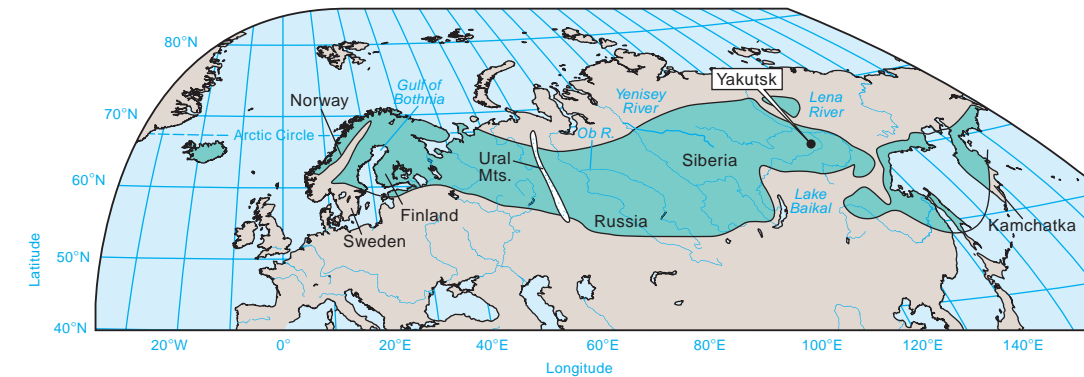 80°N
Gulf of
Bothnia
Norway
Yenisey
River
Yakutsk
Lena
River
70°N
Arctic Circle
Ob R.
Ural
Mts.
Siberia
60°N
Lake
Baikal
Finland
Russia
Kamchatka
Sweden
50°N
Latitude
40°N
20°W
0°
20°E
40°E
60°E
80°E
100°E
120°E
140°E
Longitude